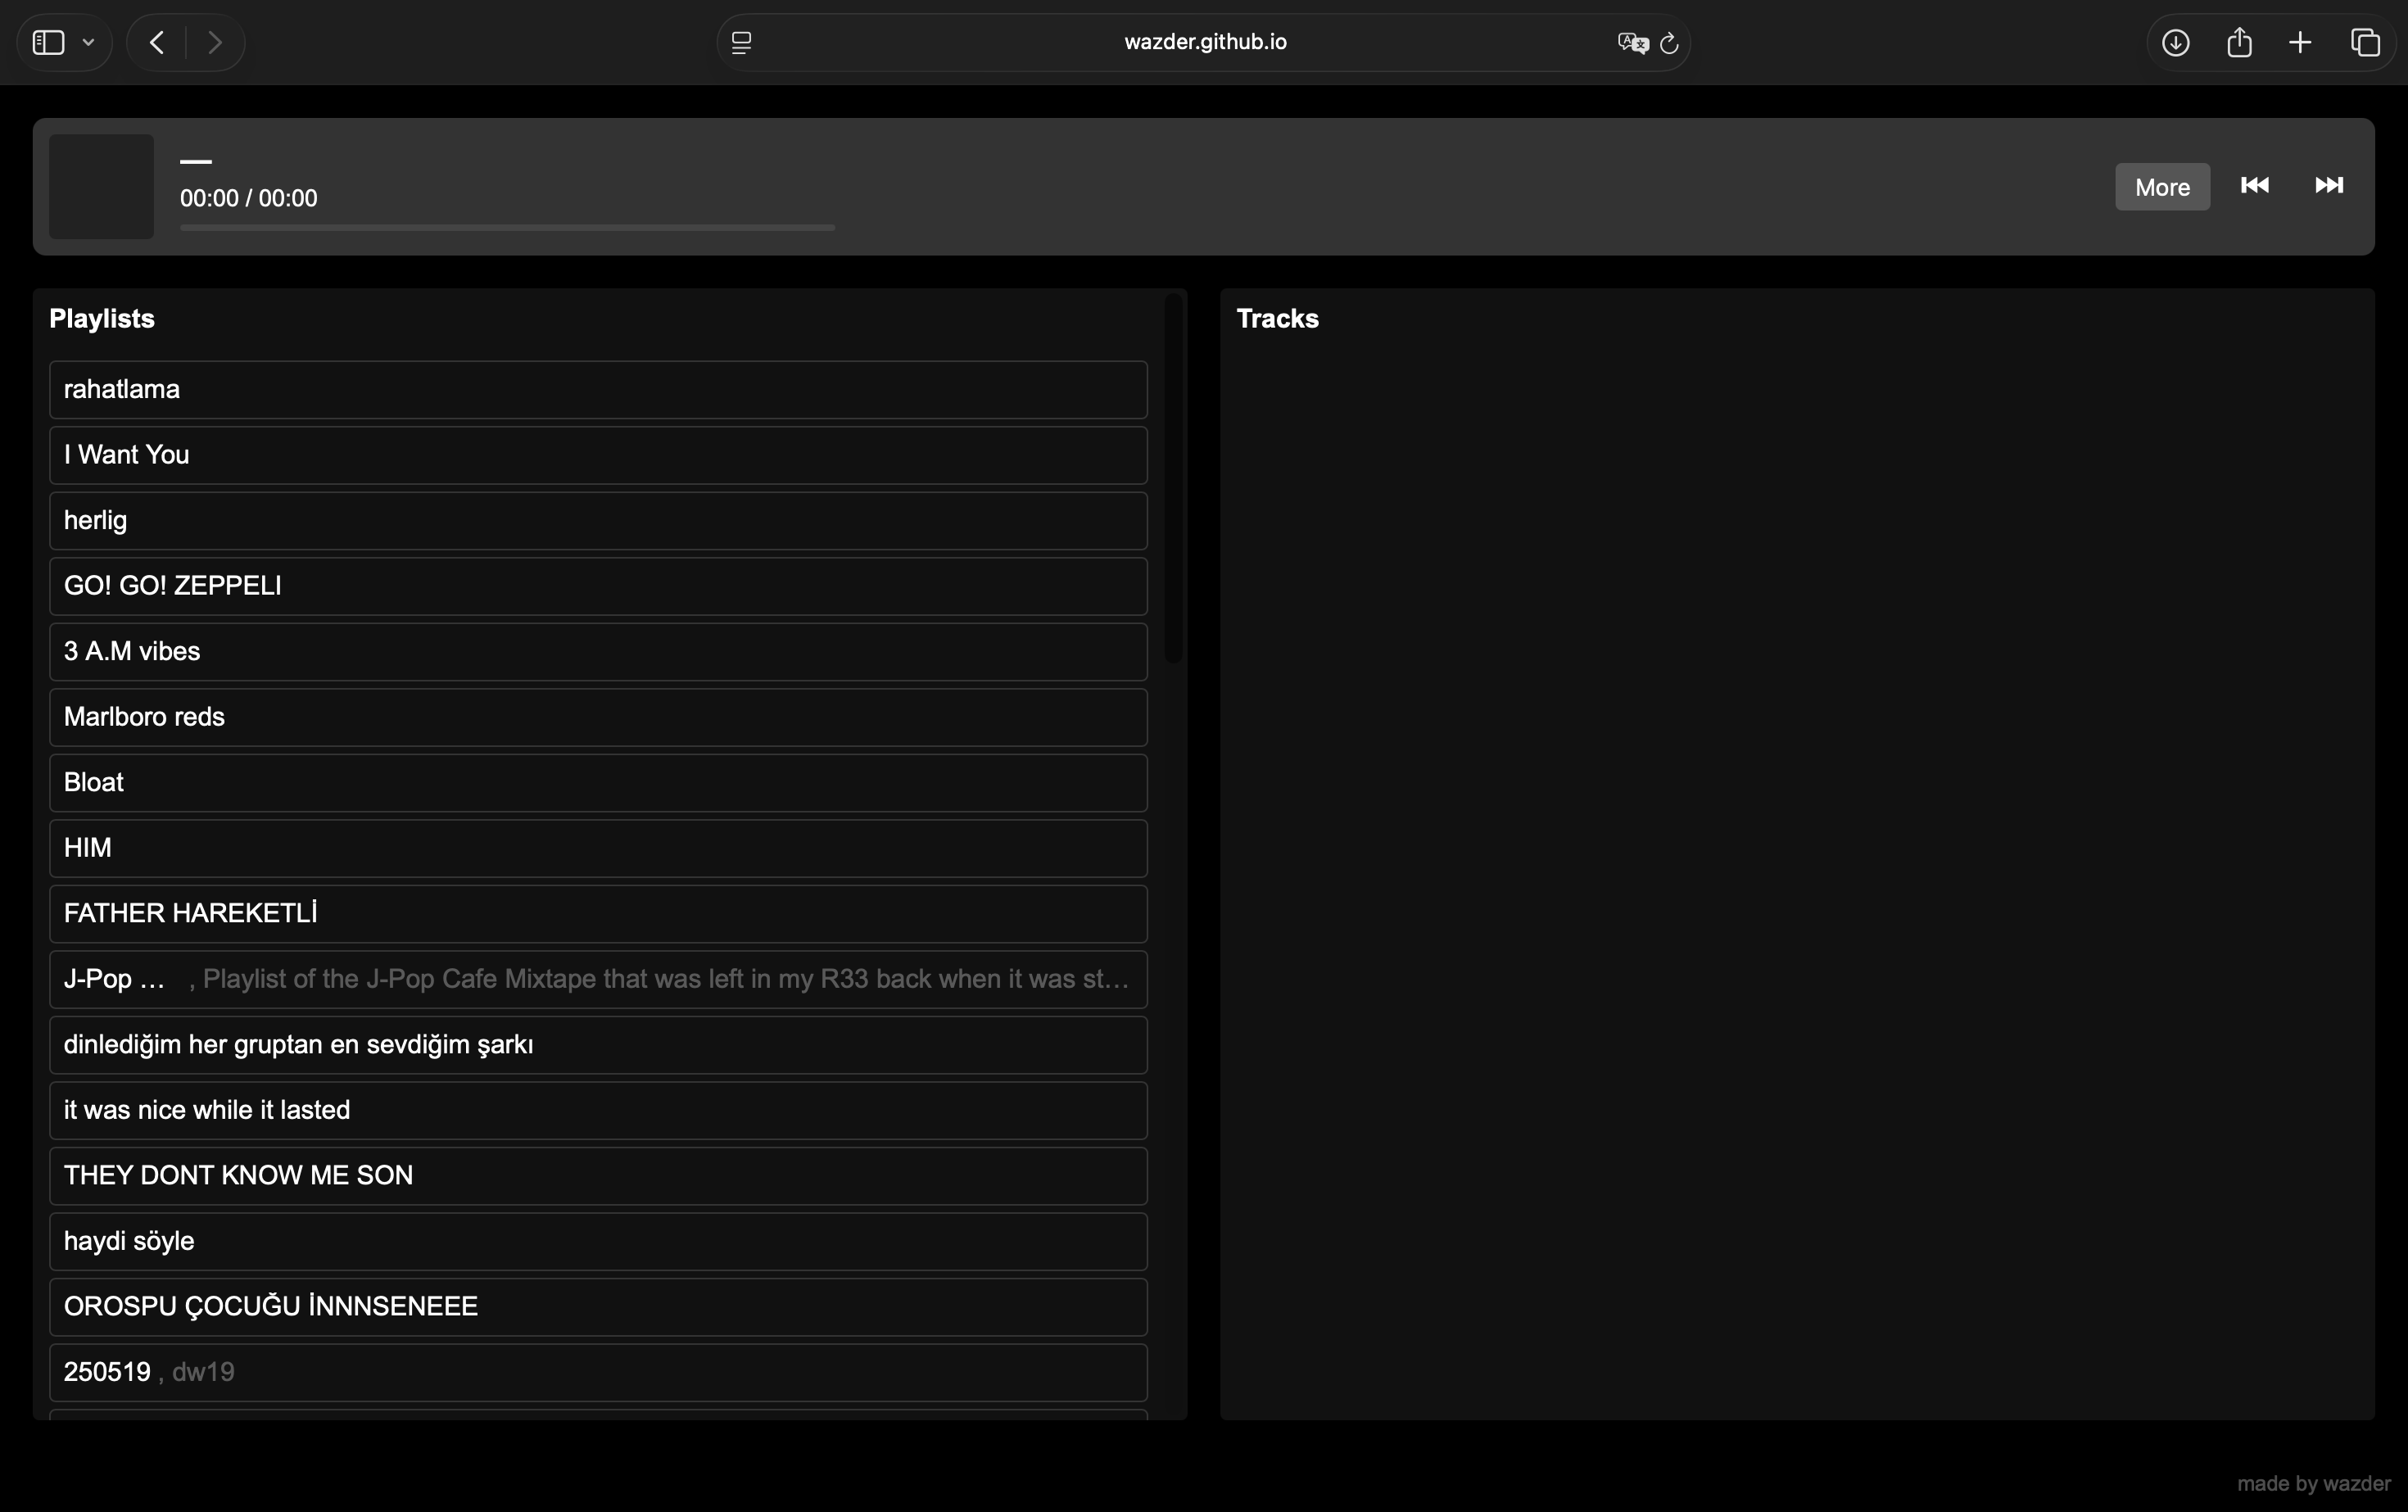 wazder.github.io
—
00:00 / 00:00
More
Playlists
rahatlama
I Want You
herlig
GO! GO! ZEPPELI
3 A.M vibes
Marlboro reds
Bloat
HIM
FATHER HAREKETLİ
J-Pop ... , Playlist of the J-Pop Cafe Mixtape that was left in my R33 back when it was st...
dinlediğim her gruptan en sevdiğim şarkı
it was nice while it lasted
THEY DONT KNOW ME SON
haydi söyle
OROSPU ÇOCUĞU İNNNSENEEE
250519 , dw19
Tracks
made by wazder